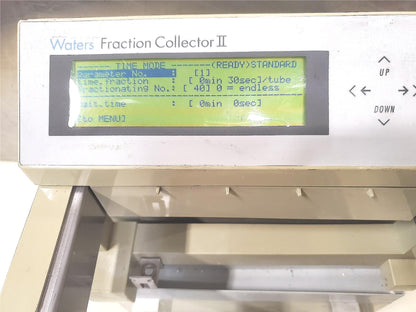 Waters Fraction Collector II
------ TIME MODE -------(READY)STANDARD
Parameter No. : [1]
time.fraction : [ 0min 30sec]/tube
Fractionating No.: [ 40] 0 = endless
wait.time : [ 0min 0sec]
[to MENU]
UP
DOWN